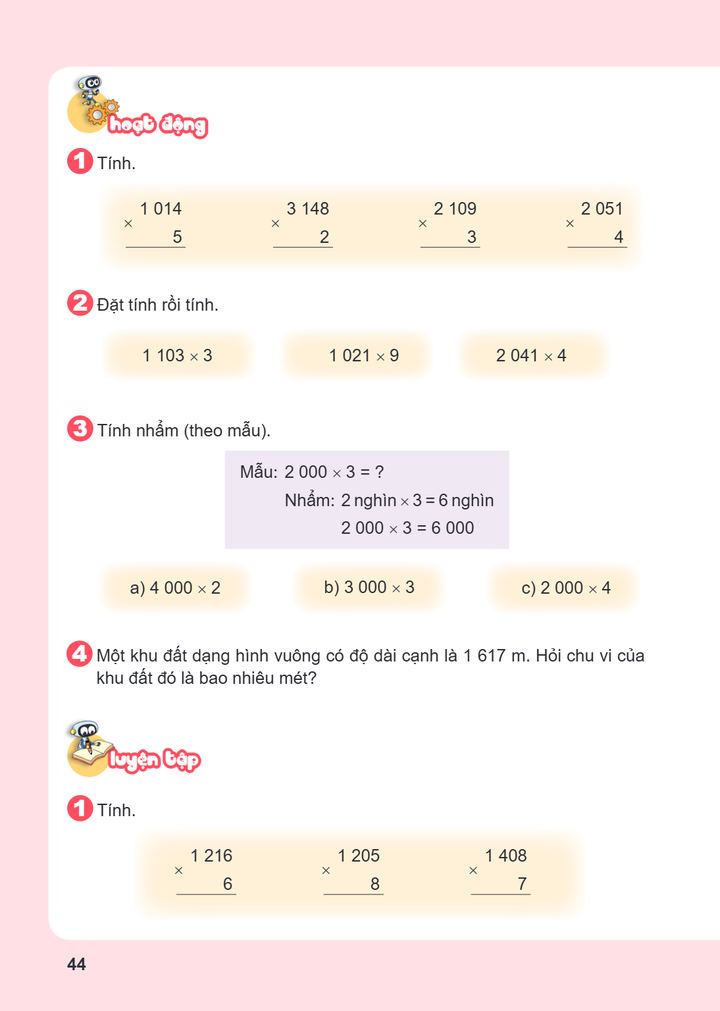 hoạt động
1 Tính.
1 014 3 148 2 109 2 051
× × × ×
5 2 3 4
2 Đặt tính rồi tính.
1 103 × 3 1 021 × 9 2 041 × 4
3 Tính nhẩm (theo mẫu).
Mẫu: 2 000 × 3 = ?
Nhẩm: 2 nghìn × 3 = 6 nghìn
2 000 × 3 = 6 000
a) 4 000 × 2 b) 3 000 × 3 c) 2 000 × 4
4 Một khu đất dạng hình vuông có độ dài cạnh là 1 617 m. Hỏi chu vi của
khu đất đó là bao nhiêu mét?
luyện tập
1 Tính.
1 216 1 205 1 408
× × ×
6 8 7
44